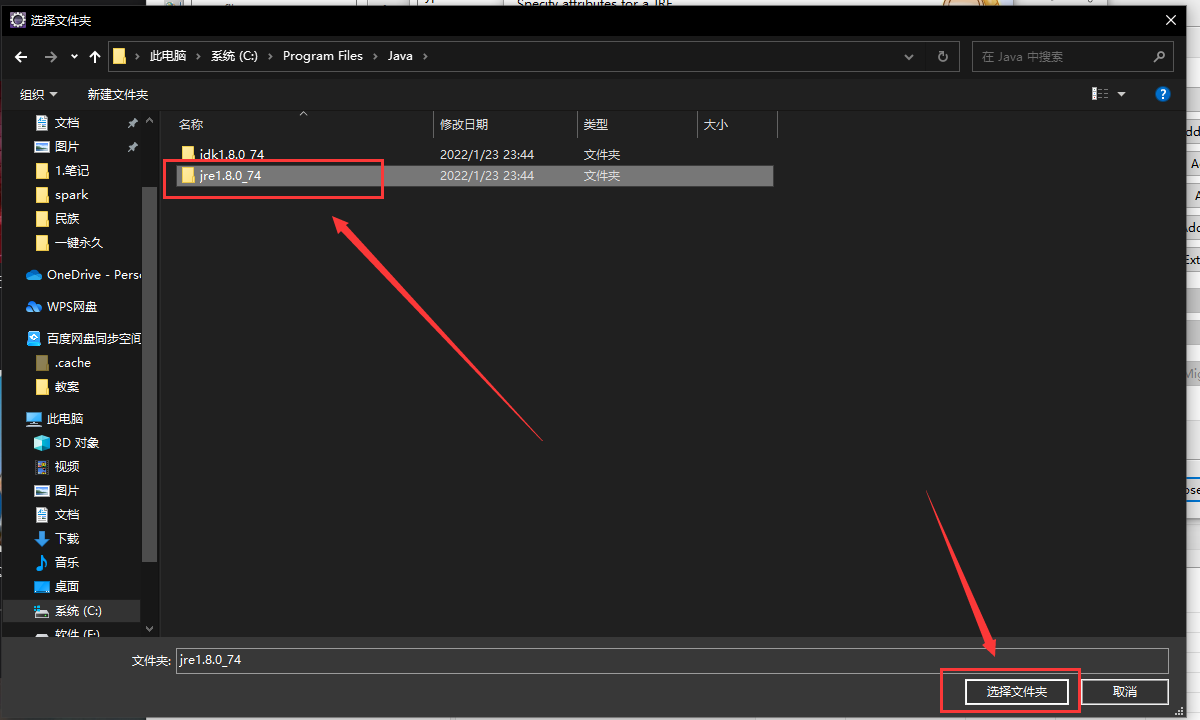 Specify attributes for a JRE
选择文件夹
此电脑 › 系统 (C:) › Program Files › Java ›
在 Java 中搜索
组织
新建文件夹
名称 修改日期 类型 大小
jdk1.8.0_74 2022/1/23 23:44 文件夹
jre1.8.0_74 2022/1/23 23:44 文件夹
文档
图片
1.笔记
spark
民族
一键永久
OneDrive - Pers
WPS网盘
百度网盘同步空间
.cache
教案
此电脑
3D 对象
视频
图片
文档
下载
音乐
桌面
系统 (C:)
软件 (F:)
文件夹: jre1.8.0_74
选择文件夹 取消